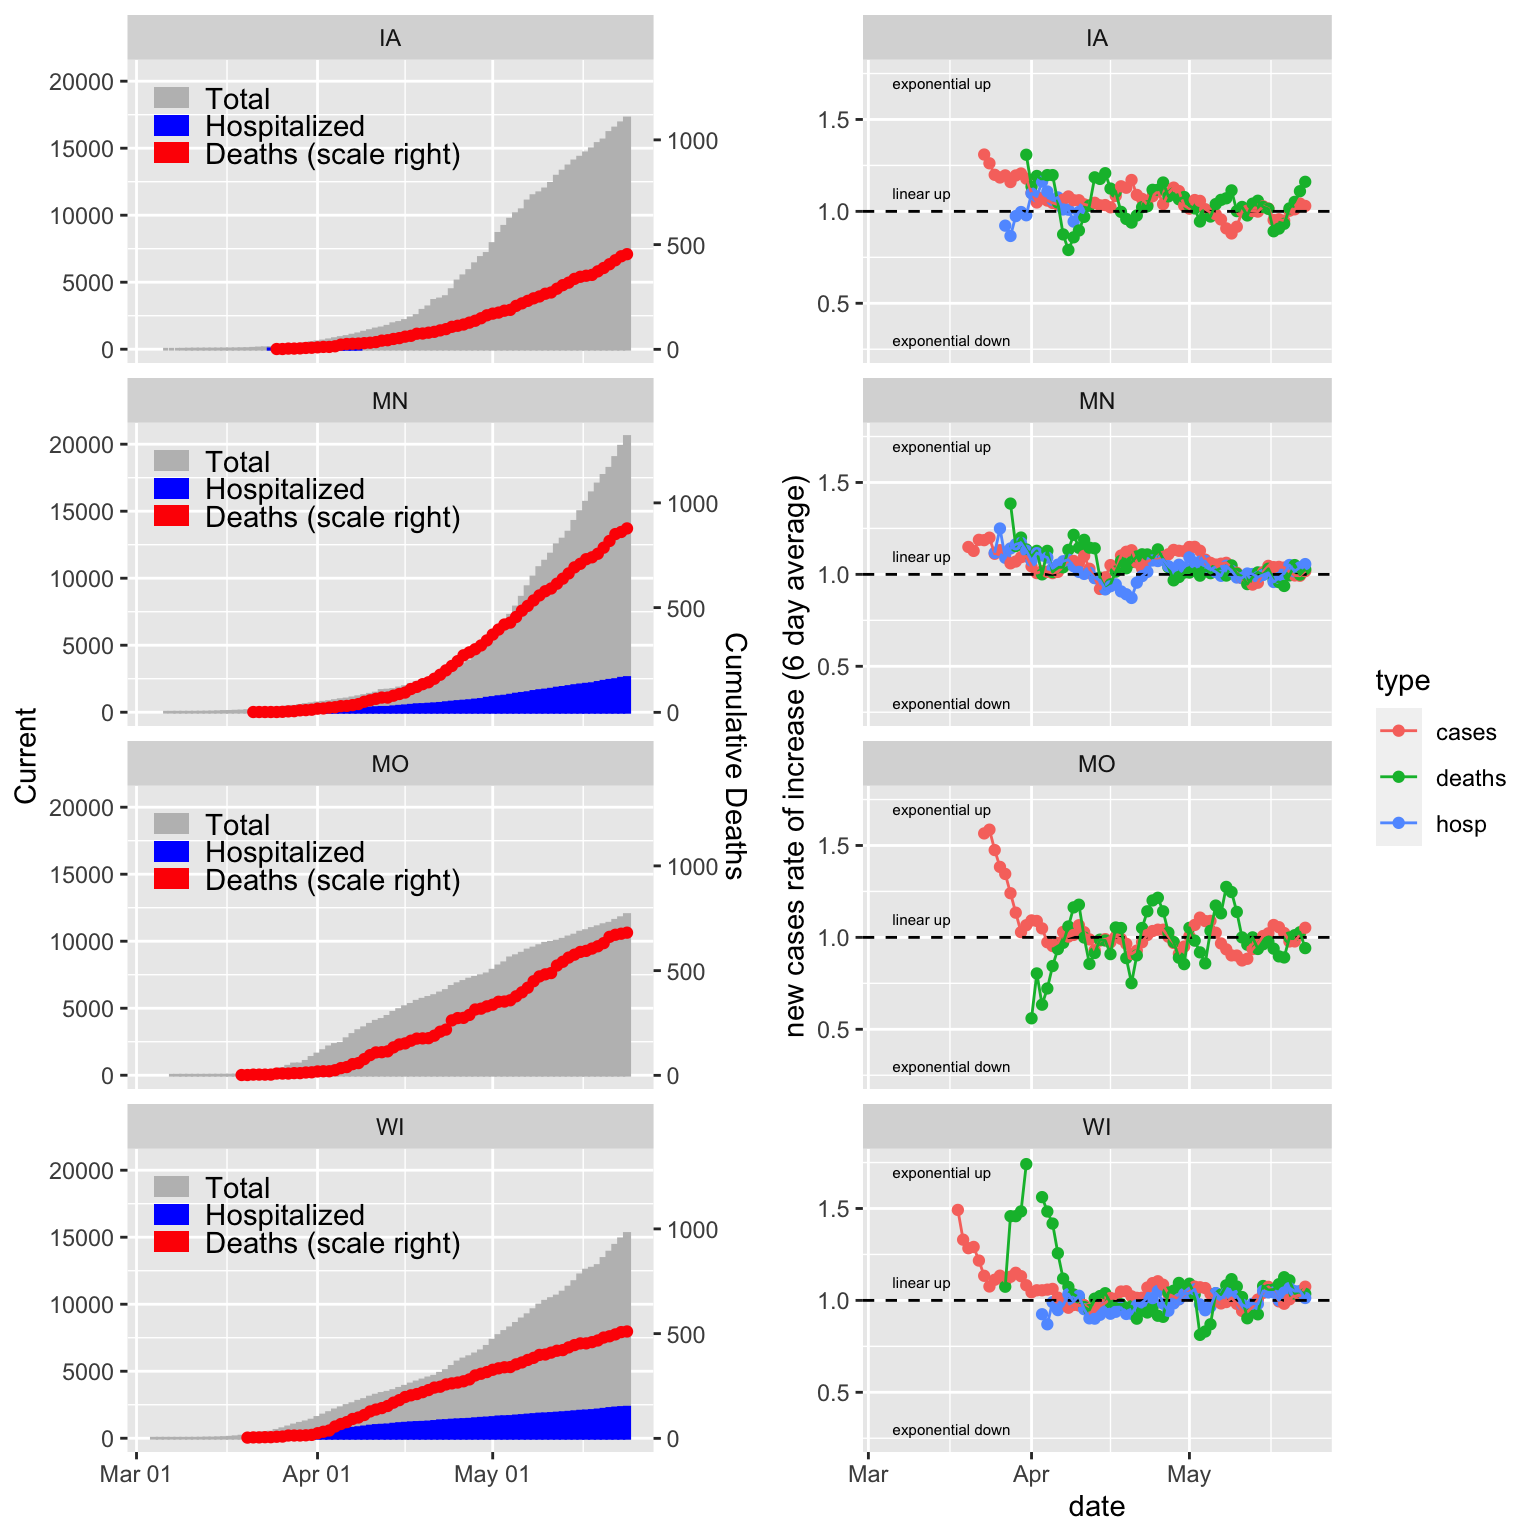 IA
20000
15000
10000
5000
0
Total
Hospitalized
Deaths (scale right)
1000
500
0
MN
20000
15000
10000
5000
0
Total
Hospitalized
Deaths (scale right)
1000
500
0
MO
20000
15000
10000
5000
0
Total
Hospitalized
Deaths (scale right)
1000
500
0
WI
20000
15000
10000
5000
0
Total
Hospitalized
Deaths (scale right)
1000
500
0
Mar 01
Apr 01
May 01
Current
Cumulative Deaths
IA
1.5
1.0
0.5
exponential up
linear up
exponential down
MN
1.5
1.0
0.5
exponential up
linear up
exponential down
MO
1.5
1.0
0.5
exponential up
linear up
exponential down
WI
1.5
1.0
0.5
exponential up
linear up
exponential down
Mar
Apr
May
date
new cases rate of increase (6 day average)
type
cases
deaths
hosp